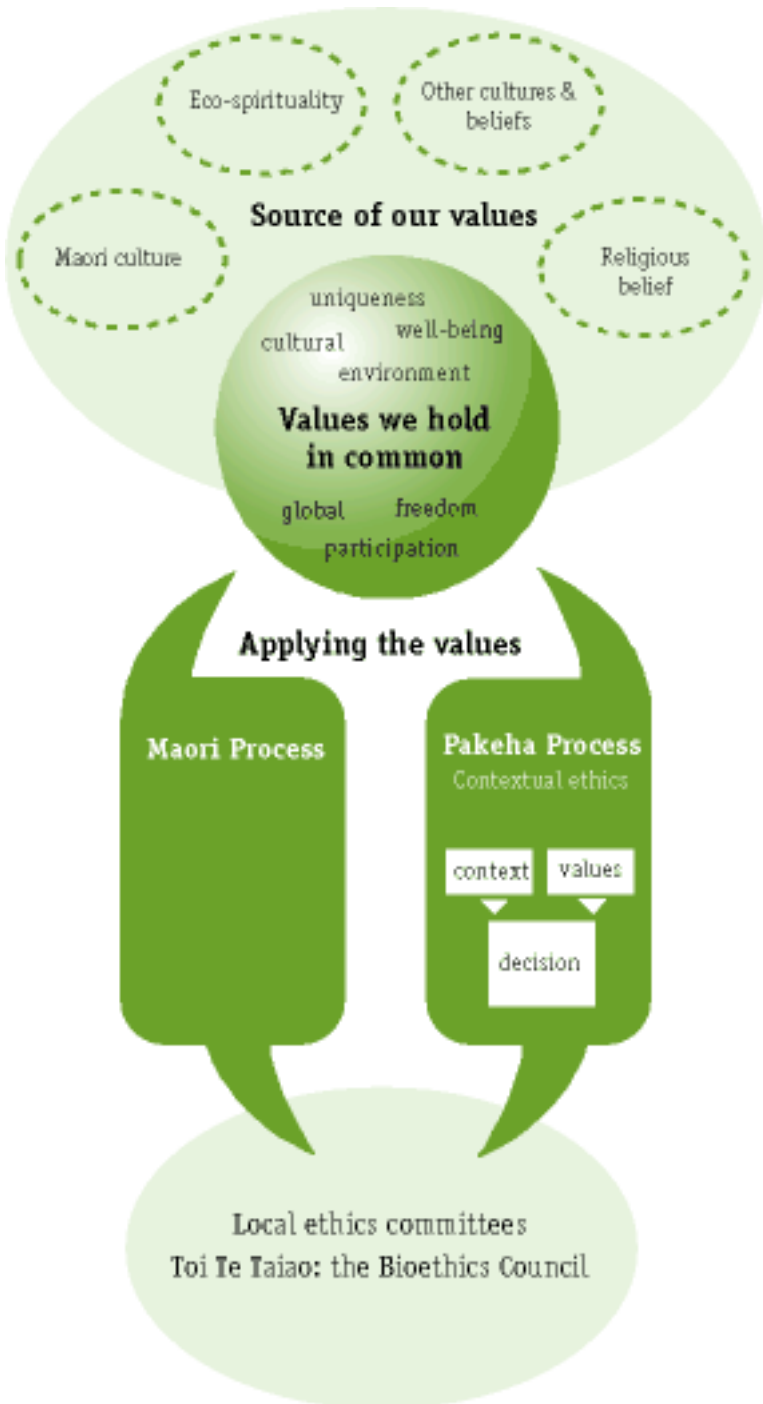 Eco-spirituality
Other cultures &
beliefs
Source of our values
Maori culture
Religious
belief
uniqueness
well-being
cultural
environment
Values we hold
in common
global
freedom
participation
Applying the values
Maori Process
Pakeha Process
Contextual ethics
context
values
decision
Local ethics committees
Toi Te Taiao: the Bioethics Council